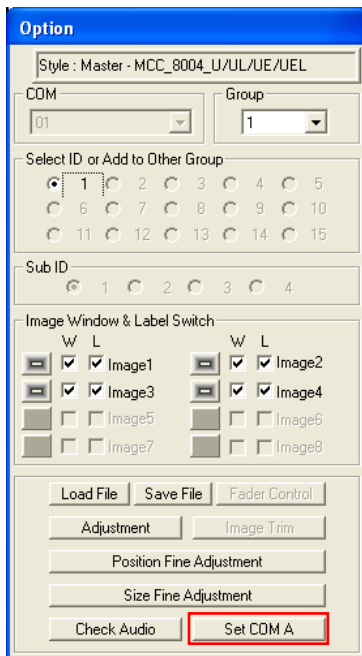 Option
Style : Master - MCC_8004_U/UL/UE/UEL
COM Group
01 1
Select ID or Add to Other Group
1 2 3 4 5
6 7 8 9 10
11 12 13 14 15
Sub ID
1 2 3 4
Image Window & Label Switch
W L W L
Image1 Image2
Image3 Image4
Image5 Image6
Image7 Image8
Load File Save File Fader Control
Adjustment Image Trim
Position Fine Adjustment
Size Fine Adjustment
Check Audio Set COM A